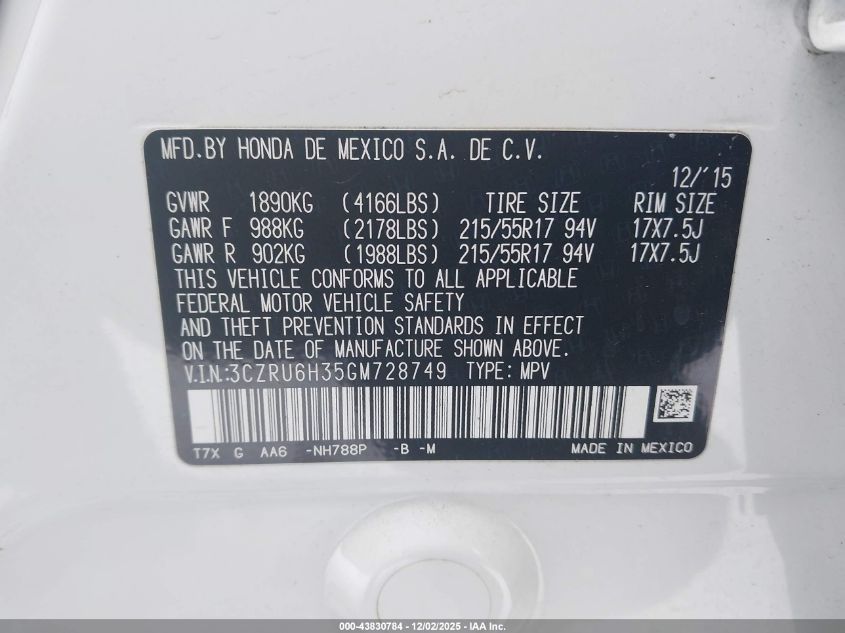 MFD.BY HONDA DE MEXICO S.A. DE C.V.
12/'15
GVWR 1890KG (4166LBS) TIRE SIZE RIM SIZE
GAWR F 988KG (2178LBS) 215/55R17 94V 17X7.5J
GAWR R 902KG (1988LBS) 215/55R17 94V 17X7.5J
THIS VEHICLE CONFORMS TO ALL APPLICABLE
FEDERAL MOTOR VEHICLE SAFETY
AND THEFT PREVENTION STANDARDS IN EFFECT
ON THE DATE OF MANUFACTURE SHOWN ABOVE.
V.I.N.:3CZRU6H35GM728749 TYPE: MPV
T7X G AA6 -NH788P -B -M MADE IN MEXICO
000-43830784 - 12/02/2025 - IAA Inc.